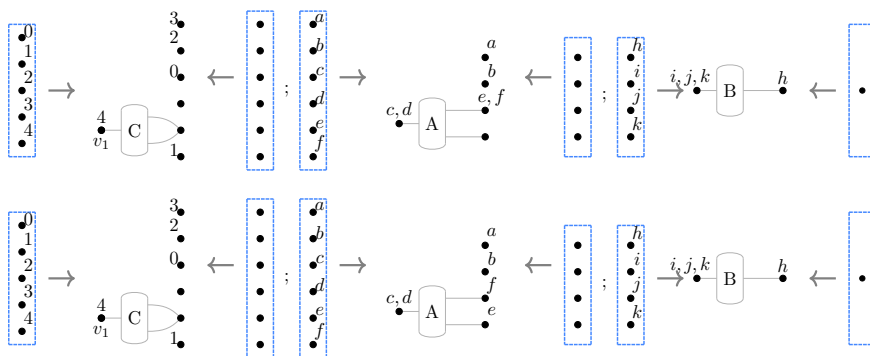 0 1 2 3 4
3 2 0 1
4 v₁ C
;
a b c d e f
c, d A a b e, f
;
h i j k
i, j, k B h
0 1 2 3 4
3 2 0 1
4 v₁ C
;
a b c d e f
c, d A a b f e
;
h i j k
i, j, k B h